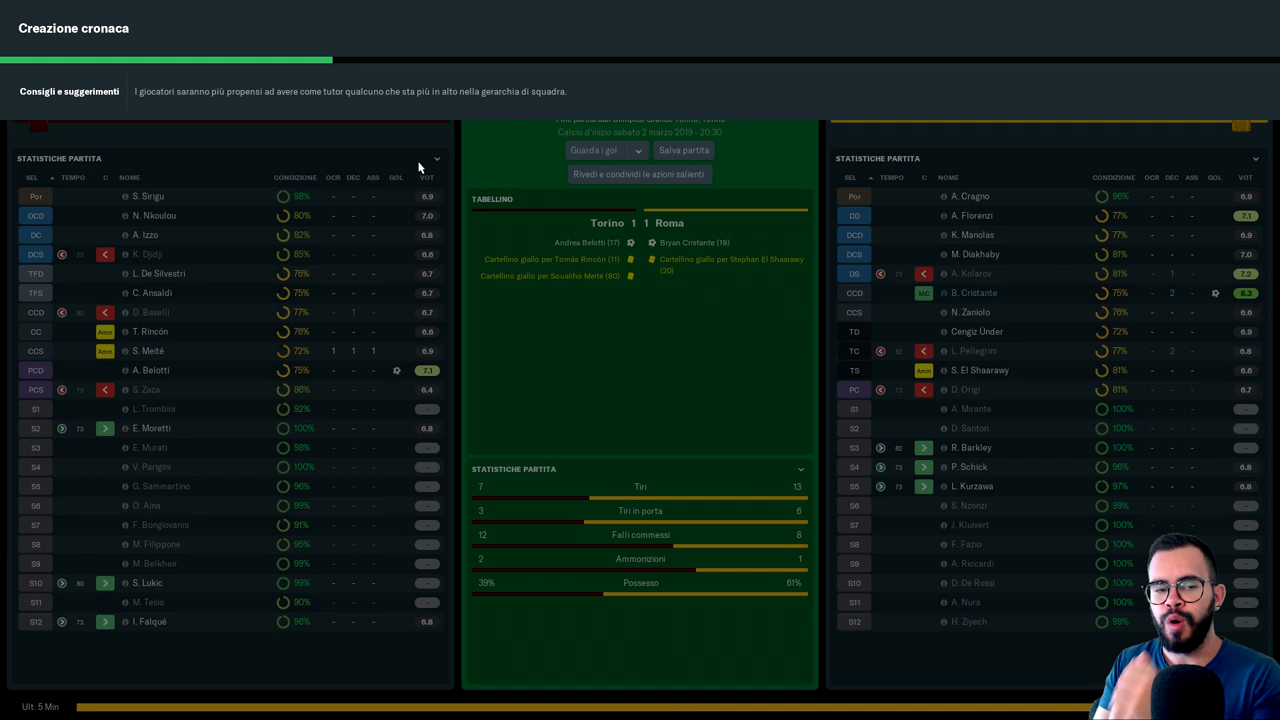 Creazione cronaca
Consigli e suggerimenti I giocatori saranno più propensi ad avere come tutor qualcuno che sta più in alto nella gerarchia di squadra.
Calcio d'inizio sabato 2 marzo 2019 - 20:30
Guarda i gol Salva partita
Rivedi e condividi le azioni salienti
STATISTICHE PARTITA
SEL TEMPO C NOME CONDIZIONE OCR DEC ASS GOL VOT
Por S. Sirigu 98% - - - 6.9
DCD N. Nkoulou 80% - - - 7.0
DC A. Izzo 82% - - - 6.8
DCS 73 K. Djidji 85% - - - 6.6
TFD L. De Silvestri 76% - - - 6.7
TFS C. Ansaldi 75% - - - 6.7
CCD 80 D. Baselli 77% - 1 - 6.7
CC Amm T. Rincón 76% - - - 6.6
CCS Amm S. Meïté 72% 1 1 1 6.9
PCD A. Belotti 75% - - - 7.1
PCS 73 S. Zaza 86% - - - 6.4
S1 L. Trombini 92% -
S2 73 E. Moretti 100% - - - 6.8
S3 E. Murati 98% -
S4 V. Parigini 100% -
S5 G. Sammartino 96% -
S6 O. Aina 99% -
S7 F. Bongiovanni 91% -
S8 M. Filippone 95% -
S9 M. Belkheir 99% -
S10 80 S. Lukic 99% - - - -
S11 M. Tesio 90% -
S12 73 I. Falqué 96% - - - 6.8
TABELLINO
Torino 1 1 Roma
Andrea Belotti (17) Bryan Cristante (19)
Cartellino giallo per Tomás Rincón (11) Cartellino giallo per Stephan El Shaarawy
(20)
Cartellino giallo per Soualiho Meïté (60)
STATISTICHE PARTITA
7 Tiri 13
3 Tiri in porta 6
12 Falli commessi 8
2 Ammonizioni 1
39% Possesso 61%
STATISTICHE PARTITA
SEL TEMPO C NOME CONDIZIONE OCR DEC ASS GOL VOT
Por A. Cragno 96% - - - 6.9
DD A. Florenzi 77% - - - 7.1
DCD K. Manolas 77% - - - 6.9
DCS M. Diakhaby 81% - - - 7.0
DS 73 A. Kolarov 81% - 1 - 7.2
CCD MiC B. Cristante 75% - 2 - 8.3
CCS N. Zaniolo 76% - - - 6.6
TD Cengiz Ünder 72% - - - 6.9
TC 82 L. Pellegrini 77% - 2 - 6.8
TS Amm S. El Shaarawy 81% - - - 6.6
PC 73 D. Origi 81% - - - 6.7
S1 A. Mirante 100% -
S2 D. Santon 100% -
S3 82 R. Barkley 100% - - - -
S4 73 P. Schick 96% - - - 6.8
S5 73 L. Kurzawa 97% - - - 6.8
S6 S. Nzonzi 100% -
S7 J. Kluivert 100% -
S8 F. Fazio 100% -
S9 A. Riccardi 100%
S10 D. De Rossi 100%
S11 A. Nura 100%
S12 H. Ziyech 99% -
Ult. 5 Min